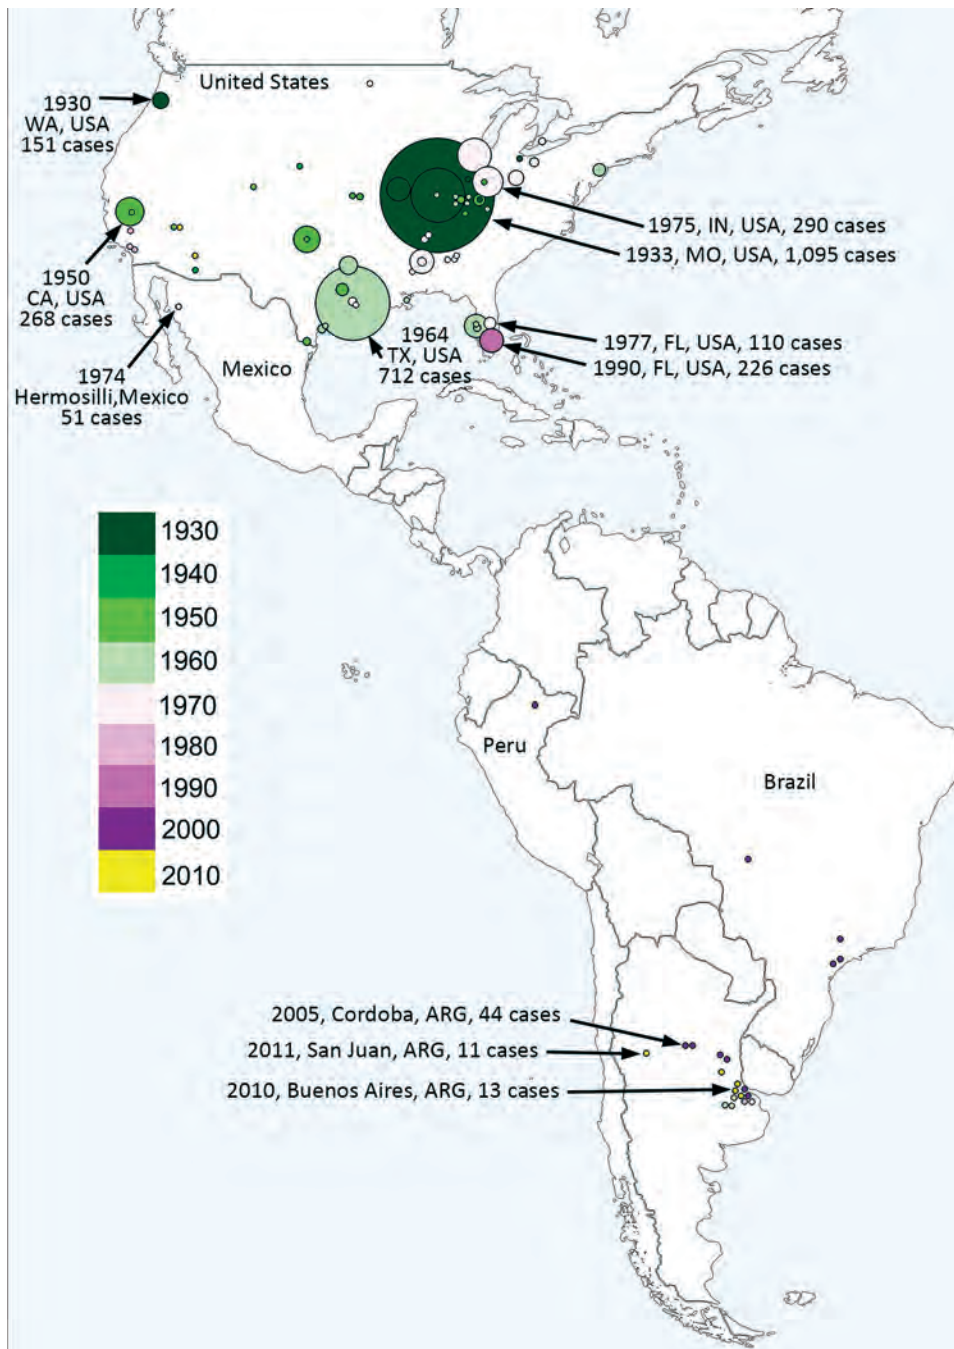 United States
1930
WA, USA
151 cases
1975, IN, USA, 290 cases
1933, MO, USA, 1,095 cases
1950
CA, USA
268 cases
1964
TX, USA
712 cases
1977, FL, USA, 110 cases
1990, FL, USA, 226 cases
Mexico
1974
Hermosilli,Mexico
51 cases
1930
1940
1950
1960
1970
1980
1990
2000
2010
Peru
Brazil
2005, Cordoba, ARG, 44 cases
2011, San Juan, ARG, 11 cases
2010, Buenos Aires, ARG, 13 cases